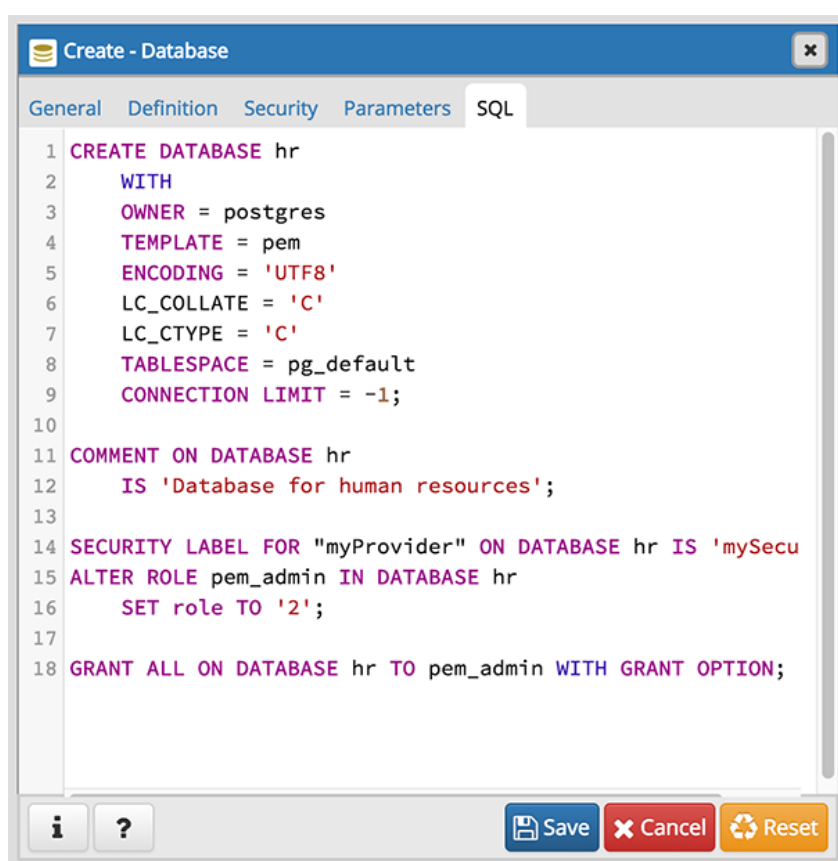 Create - Database
General Definition Security Parameters SQL
1 CREATE DATABASE hr
2 WITH
3 OWNER = postgres
4 TEMPLATE = pem
5 ENCODING = 'UTF8'
6 LC_COLLATE = 'C'
7 LC_CTYPE = 'C'
8 TABLESPACE = pg_default
9 CONNECTION LIMIT = -1;
10
11 COMMENT ON DATABASE hr
12 IS 'Database for human resources';
13
14 SECURITY LABEL FOR "myProvider" ON DATABASE hr IS 'mySecu
15 ALTER ROLE pem_admin IN DATABASE hr
16 SET role TO '2';
17
18 GRANT ALL ON DATABASE hr TO pem_admin WITH GRANT OPTION;
i ? Save Cancel Reset